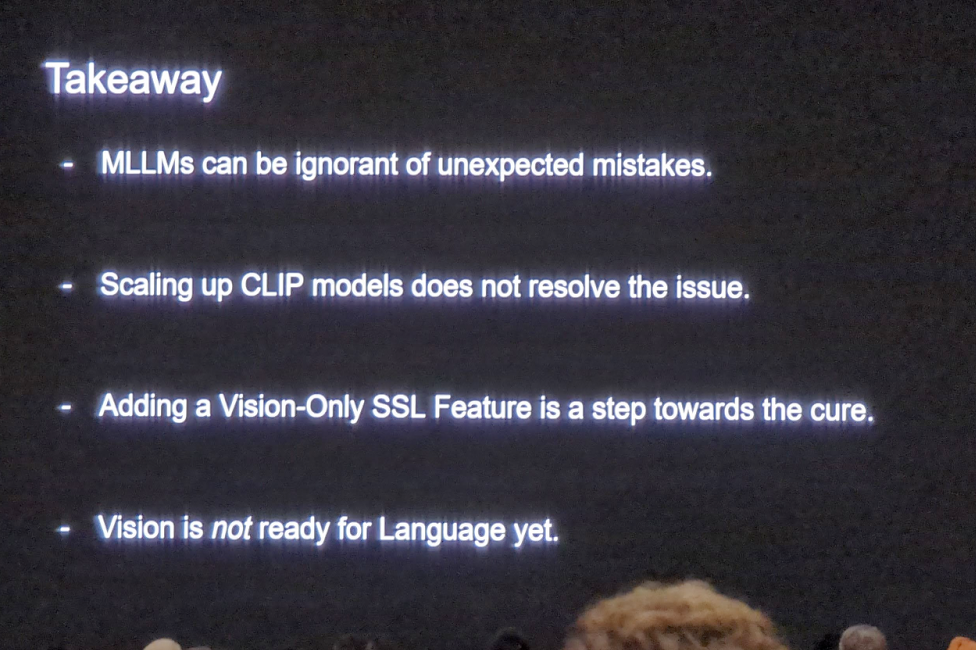 Takeaway
- MLLMs can be ignorant of unexpected mistakes.
- Scaling up CLIP models does not resolve the issue.
- Adding a Vision-Only SSL Feature is a step towards the cure.
- Vision is not ready for Language yet.